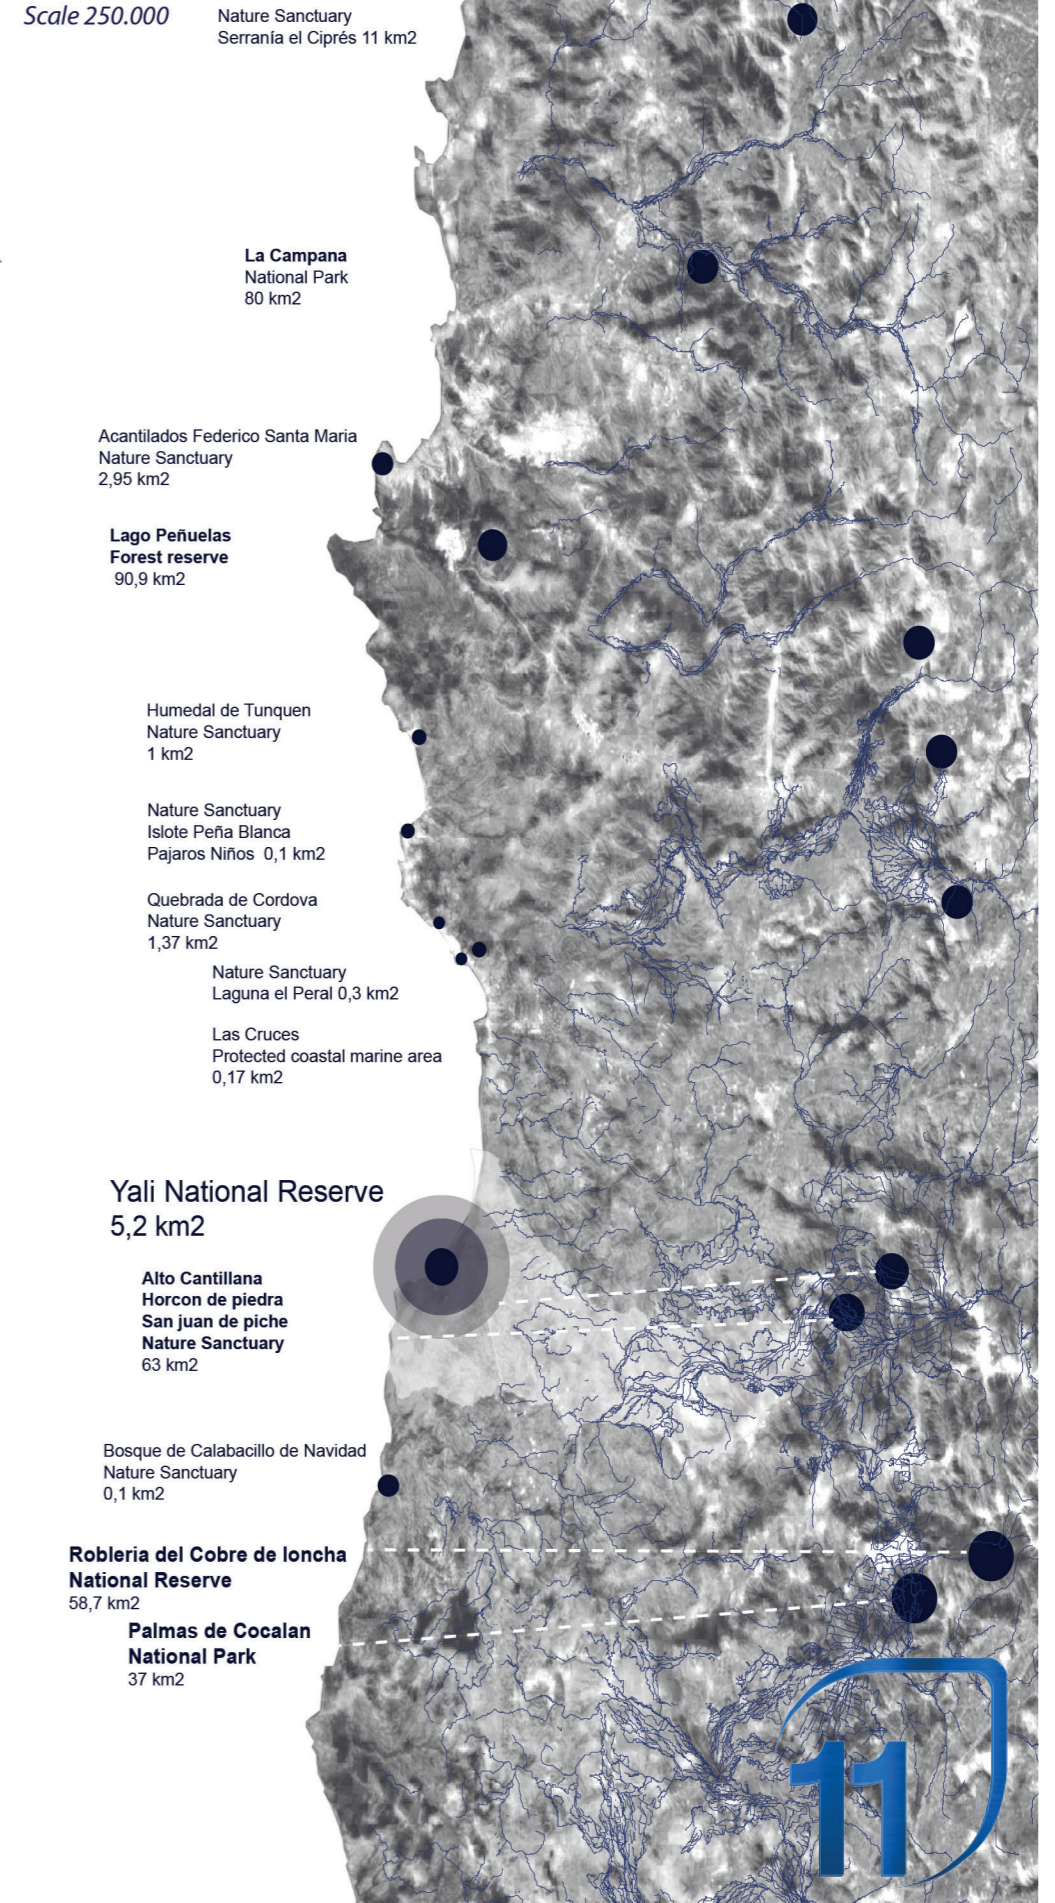 Scale 250.000
Nature Sanctuary
Serranía el Ciprés 11 km2
La Campana
National Park
80 km2
Acantilados Federico Santa Maria
Nature Sanctuary
2,95 km2
Lago Peñuelas
Forest reserve
90,9 km2
Humedal de Tunquen
Nature Sanctuary
1 km2
Nature Sanctuary
Islote Peña Blanca
Pajaros Niños 0,1 km2
Quebrada de Cordova
Nature Sanctuary
1,37 km2
Nature Sanctuary
Laguna el Peral 0,3 km2
Las Cruces
Protected coastal marine area
0,17 km2
Yali National Reserve
5,2 km2
Alto Cantillana
Horcon de piedra
San juan de piche
Nature Sanctuary
63 km2
Bosque de Calabacillo de Navidad
Nature Sanctuary
0,1 km2
Robleria del Cobre de loncha
National Reserve
58,7 km2
Palmas de Cocalan
National Park
37 km2
11